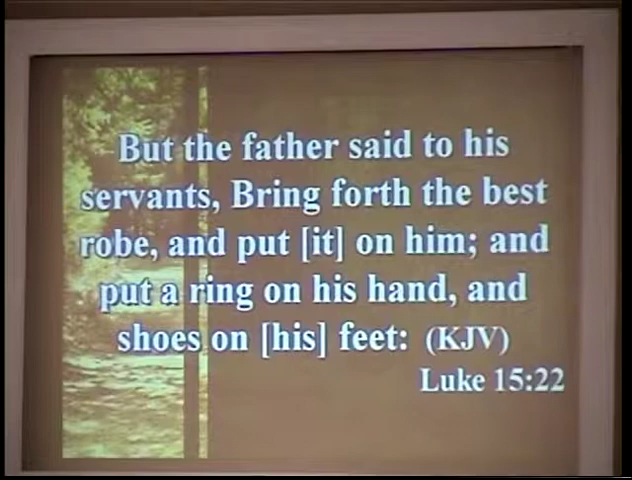 But the father said to his
servants, Bring forth the best
robe, and put [it] on him; and
put a ring on his hand, and
shoes on [his] feet: (KJV)
Luke 15:22